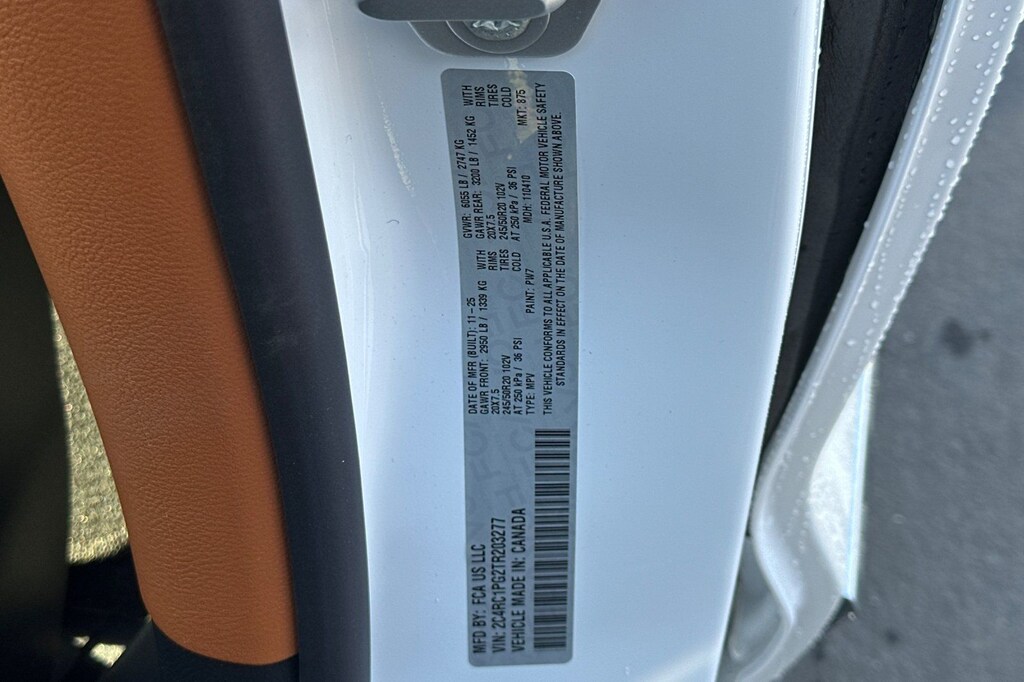 MFD BY: FCA US LLC
VIN: 2C4RC1PG2TR203277
VEHICLE MADE IN: CANADA
DATE OF MFR (BUILT): 11-25
GVWR: 6055 LB / 2747 KG
GAWR FRONT: 2950 LB / 1339 KG WITH
20X7.5 RIMS
245/50R20 102V TIRES
AT 250 kPa / 36 PSI COLD
GAWR REAR: 3200 LB / 1452 KG WITH
20X7.5 RIMS
245/50R20 102V TIRES
AT 250 kPa / 36 PSI COLD
TYPE: MPV PAINT: PW7 MDH: 110410 MKT: 875
THIS VEHICLE CONFORMS TO ALL APPLICABLE U.S.A. FEDERAL MOTOR VEHICLE SAFETY
STANDARDS IN EFFECT ON THE DATE OF MANUFACTURE SHOWN ABOVE.